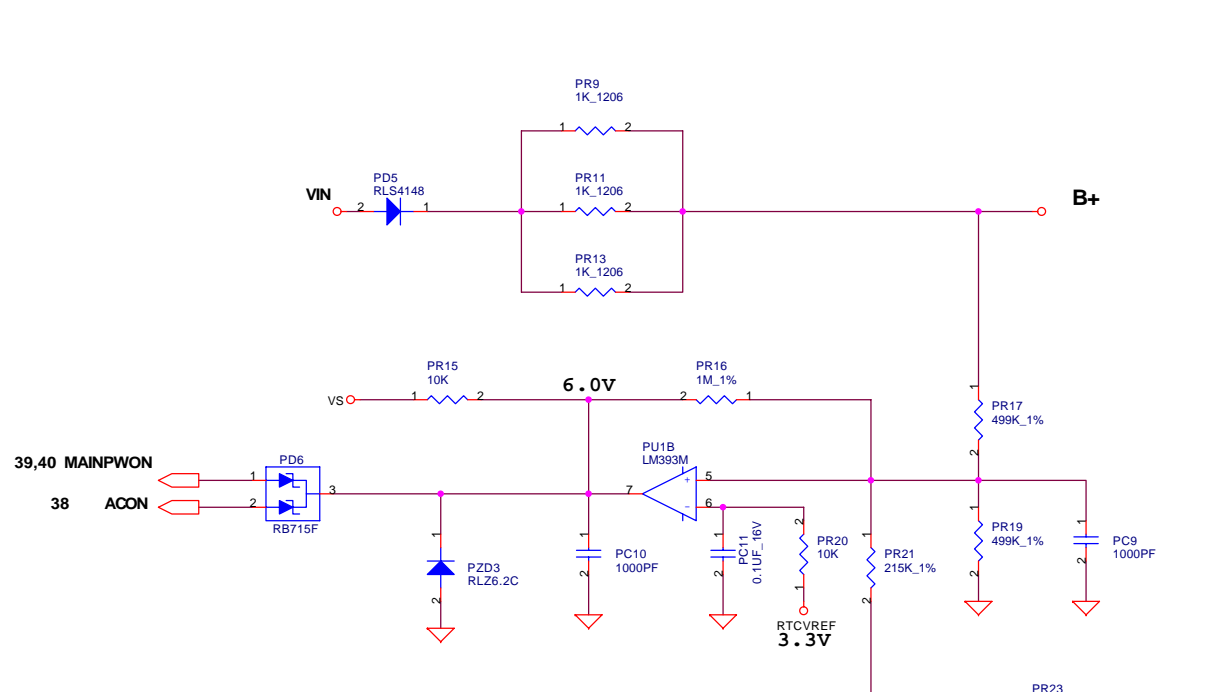 PR9
1K_1206
1 2
PD5
RLS4148
PR11
1K_1206
VIN
2 1
1 2
B+
PR13
1K_1206
1 2
PR15
10K
6.0V
PR16
1M_1%
VS
1 2
2 1
1
PR17
499K_1%
2
PU1B
LM393M
39,40 MAINPWON
PD6
1
3
7
+
5
38 ACON
2
-
6
RB715F
1
PZD3
RLZ6.2C
2
1
PC10
1000PF
2
1
PC11
0.1UF_16V
2
2
PR20
10K
1
1
PR21
215K_1%
2
1
PR19
499K_1%
2
1
PC9
1000PF
2
RTCVREF
3.3V
PR23